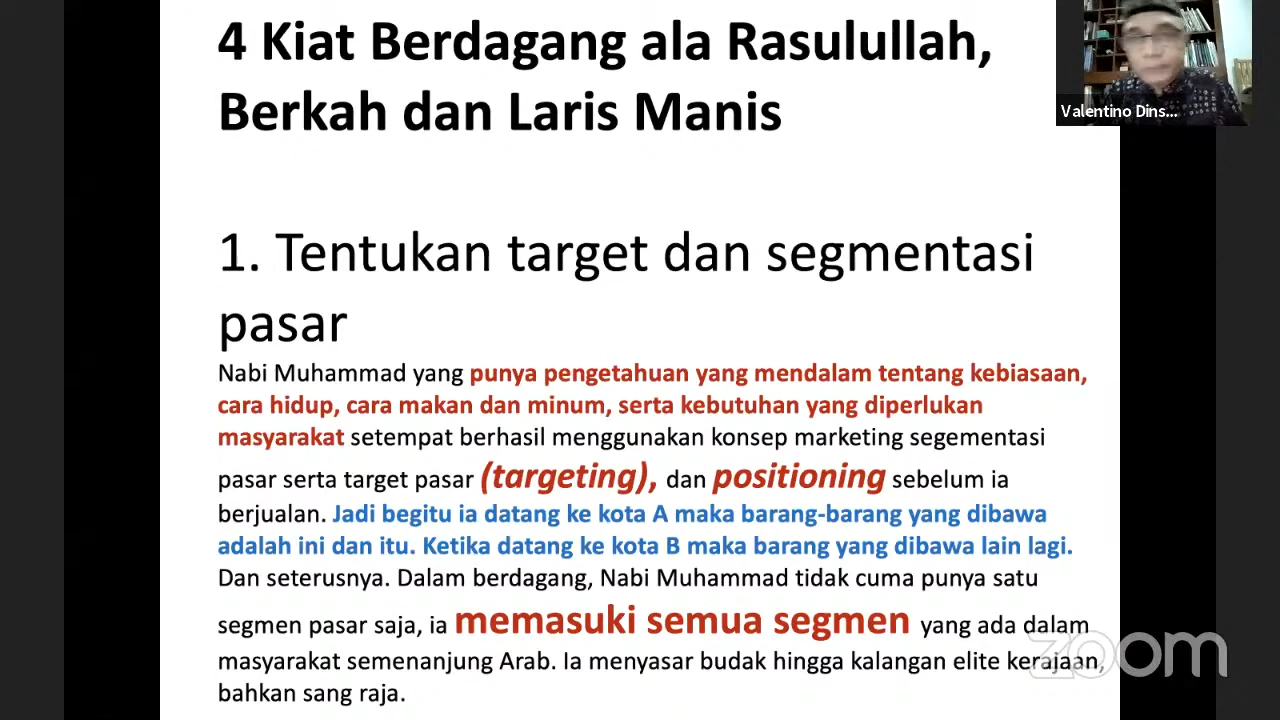 4 Kiat Berdagang ala Rasulullah,
Berkah dan Laris Manis
Valentino Dins...
1. Tentukan target dan segmentasi
pasar
Nabi Muhammad yang punya pengetahuan yang mendalam tentang kebiasaan,
cara hidup, cara makan dan minum, serta kebutuhan yang diperlukan
masyarakat setempat berhasil menggunakan konsep marketing segementasi
pasar serta target pasar (targeting), dan positioning sebelum ia
berjualan. Jadi begitu ia datang ke kota A maka barang-barang yang dibawa
adalah ini dan itu. Ketika datang ke kota B maka barang yang dibawa lain lagi.
Dan seterusnya. Dalam berdagang, Nabi Muhammad tidak cuma punya satu
segmen pasar saja, ia memasuki semua segmen yang ada dalam
masyarakat semenanjung Arab. Ia menyasar budak hingga kalangan elite kerajaan,
bahkan sang raja.
zoom